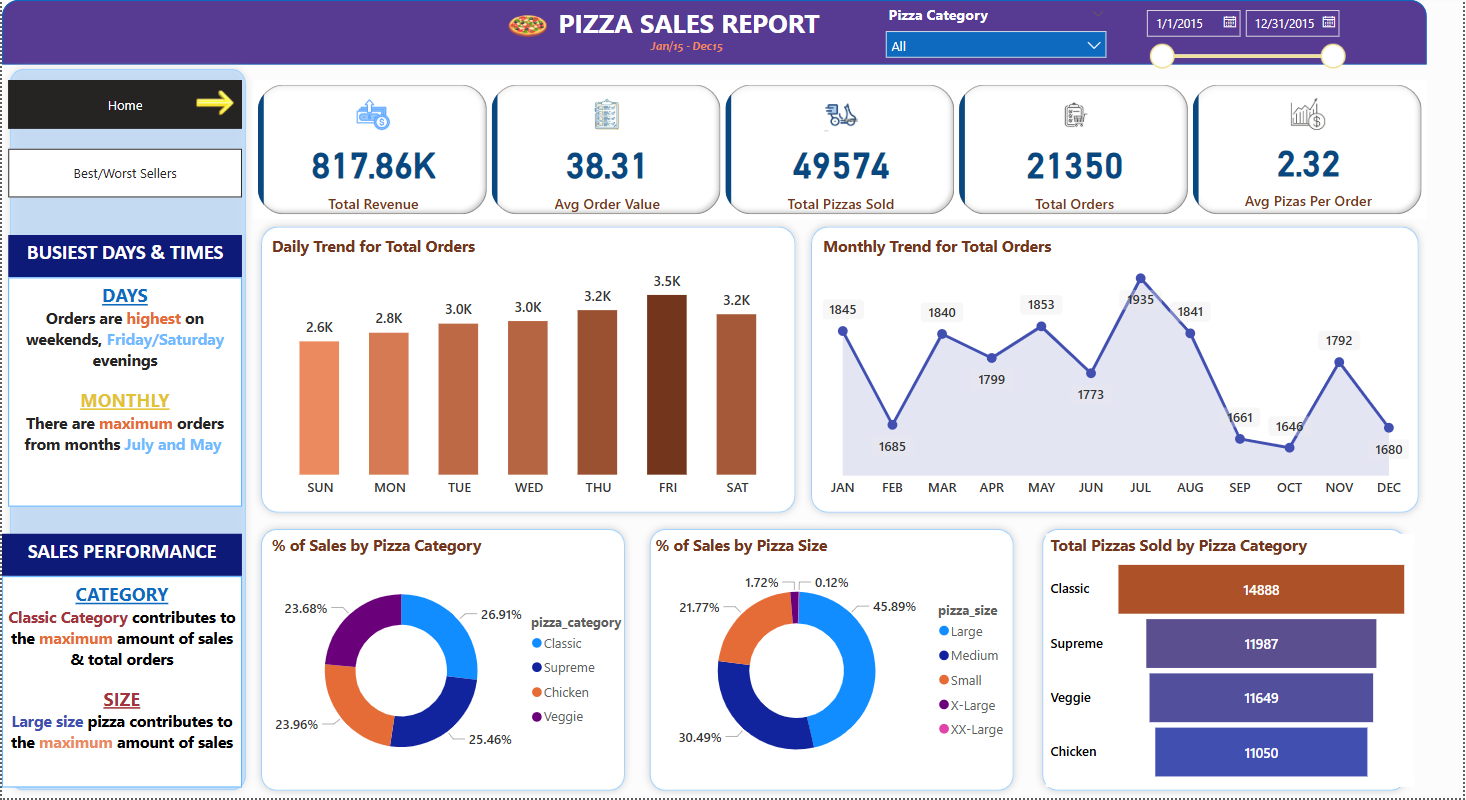 PIZZA SALES REPORT
Jan/15 - Dec15
Pizza Category
All
1/1/2015
12/31/2015
Home
Best/Worst Sellers
BUSIEST DAYS & TIMES
DAYS
Orders are highest on
weekends, Friday/Saturday
evenings
MONTHLY
There are maximum orders
from months July and May
SALES PERFORMANCE
CATEGORY
Classic Category contributes to
the maximum amount of sales
& total orders
SIZE
Large size pizza contributes to
the maximum amount of sales
817.86K
Total Revenue
38.31
Avg Order Value
49574
Total Pizzas Sold
21350
Total Orders
2.32
Avg Pizas Per Order
Daily Trend for Total Orders
2.6K
2.8K
3.0K
3.0K
3.2K
3.5K
3.2K
SUN
MON
TUE
WED
THU
FRI
SAT
Monthly Trend for Total Orders
1845
1685
1840
1799
1853
1773
1935
1841
1661
1646
1792
1680
JAN
FEB
MAR
APR
MAY
JUN
JUL
AUG
SEP
OCT
NOV
DEC
% of Sales by Pizza Category
23.68%
26.91%
23.96%
25.46%
pizza_category
Classic
Supreme
Chicken
Veggie
% of Sales by Pizza Size
1.72%
0.12%
21.77%
45.89%
30.49%
pizza_size
Large
Medium
Small
X-Large
XX-Large
Total Pizzas Sold by Pizza Category
Classic
14888
Supreme
11987
Veggie
11649
Chicken
11050